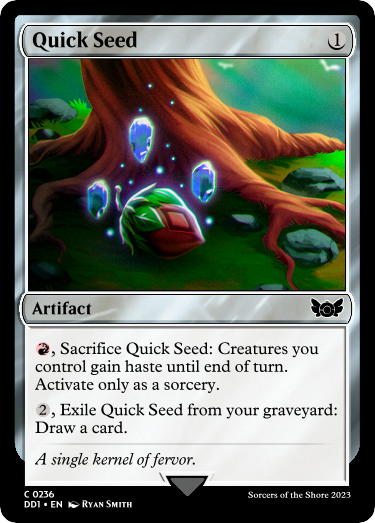 Quick Seed 1
Artifact
, Sacrifice Quick Seed: Creatures you
control gain haste until end of turn.
Activate only as a sorcery.
2, Exile Quick Seed from your graveyard:
Draw a card.
A single kernel of fervor.
C 0236
DD1 • EN Ryan Smith
Sorcers of the Shore 2023